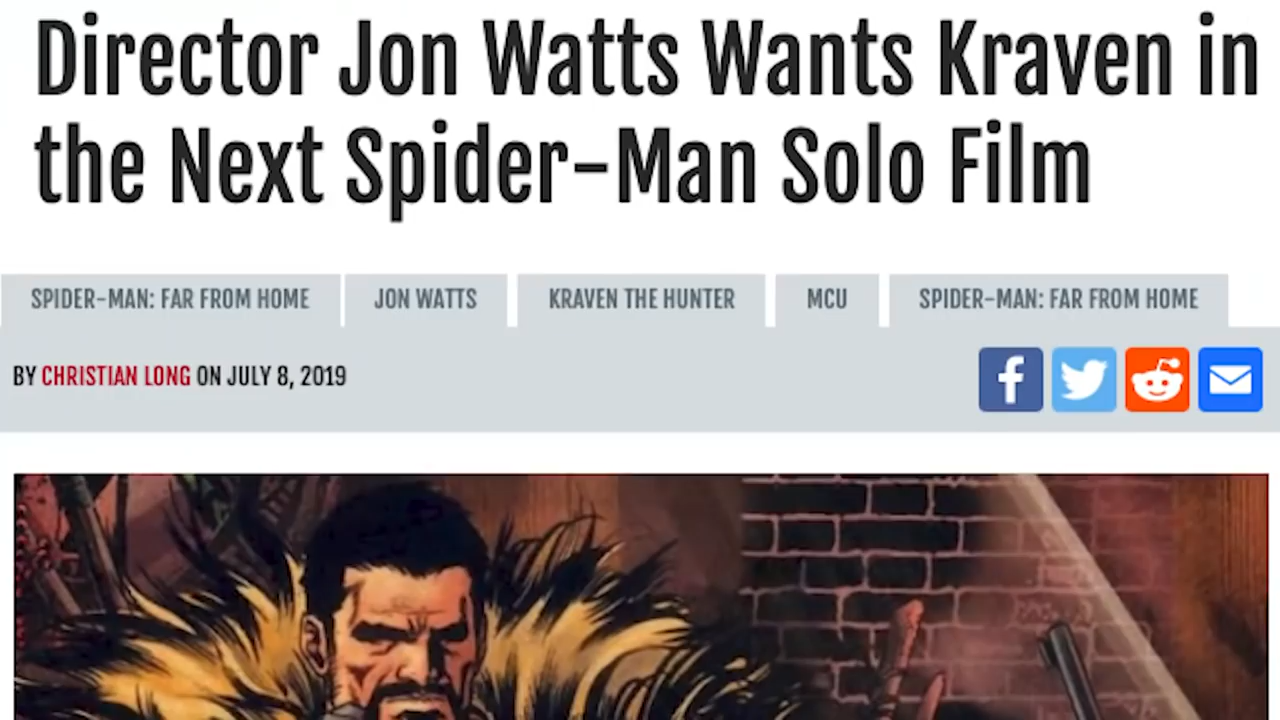 Director Jon Watts Wants Kraven in
the Next Spider-Man Solo Film
SPIDER-MAN: FAR FROM HOME JON WATTS KRAVEN THE HUNTER MCU SPIDER-MAN: FAR FROM HOME
BY CHRISTIAN LONG ON JULY 8, 2019